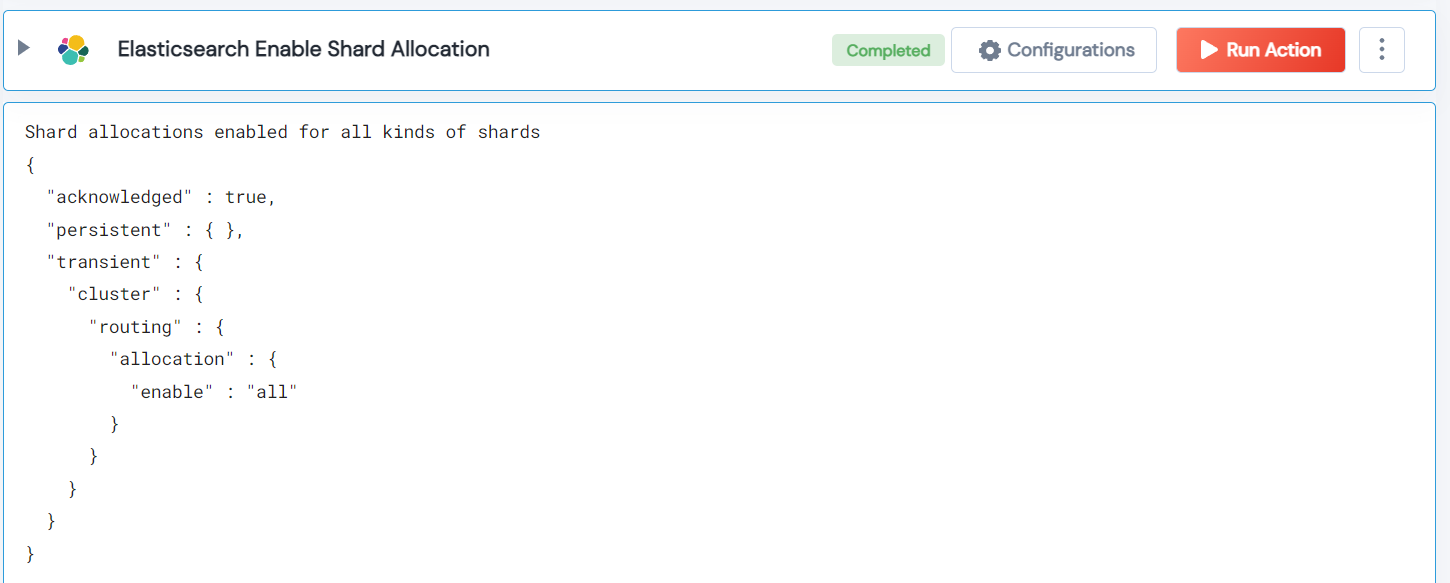 Elasticsearch Enable Shard Allocation Completed Configurations Run Action
Shard allocations enabled for all kinds of shards
{
  "acknowledged" : true,
  "persistent" : { },
  "transient" : {
    "cluster" : {
      "routing" : {
        "allocation" : {
          "enable" : "all"
        }
      }
    }
  }
}